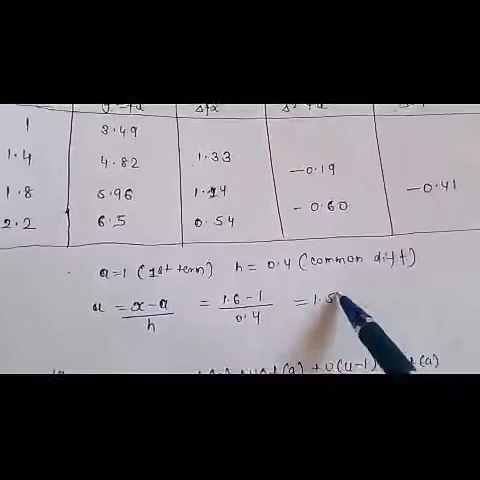 1 3.49
1.4 4.82 1.33 -0.19
1.8 5.96 1.14 -0.60 -0.41
2.2 6.5 0.54
a=1 (1st term) h= 0.4 (common diff)
u = x-a / h = 1.6-1 / 0.4 = 1.5